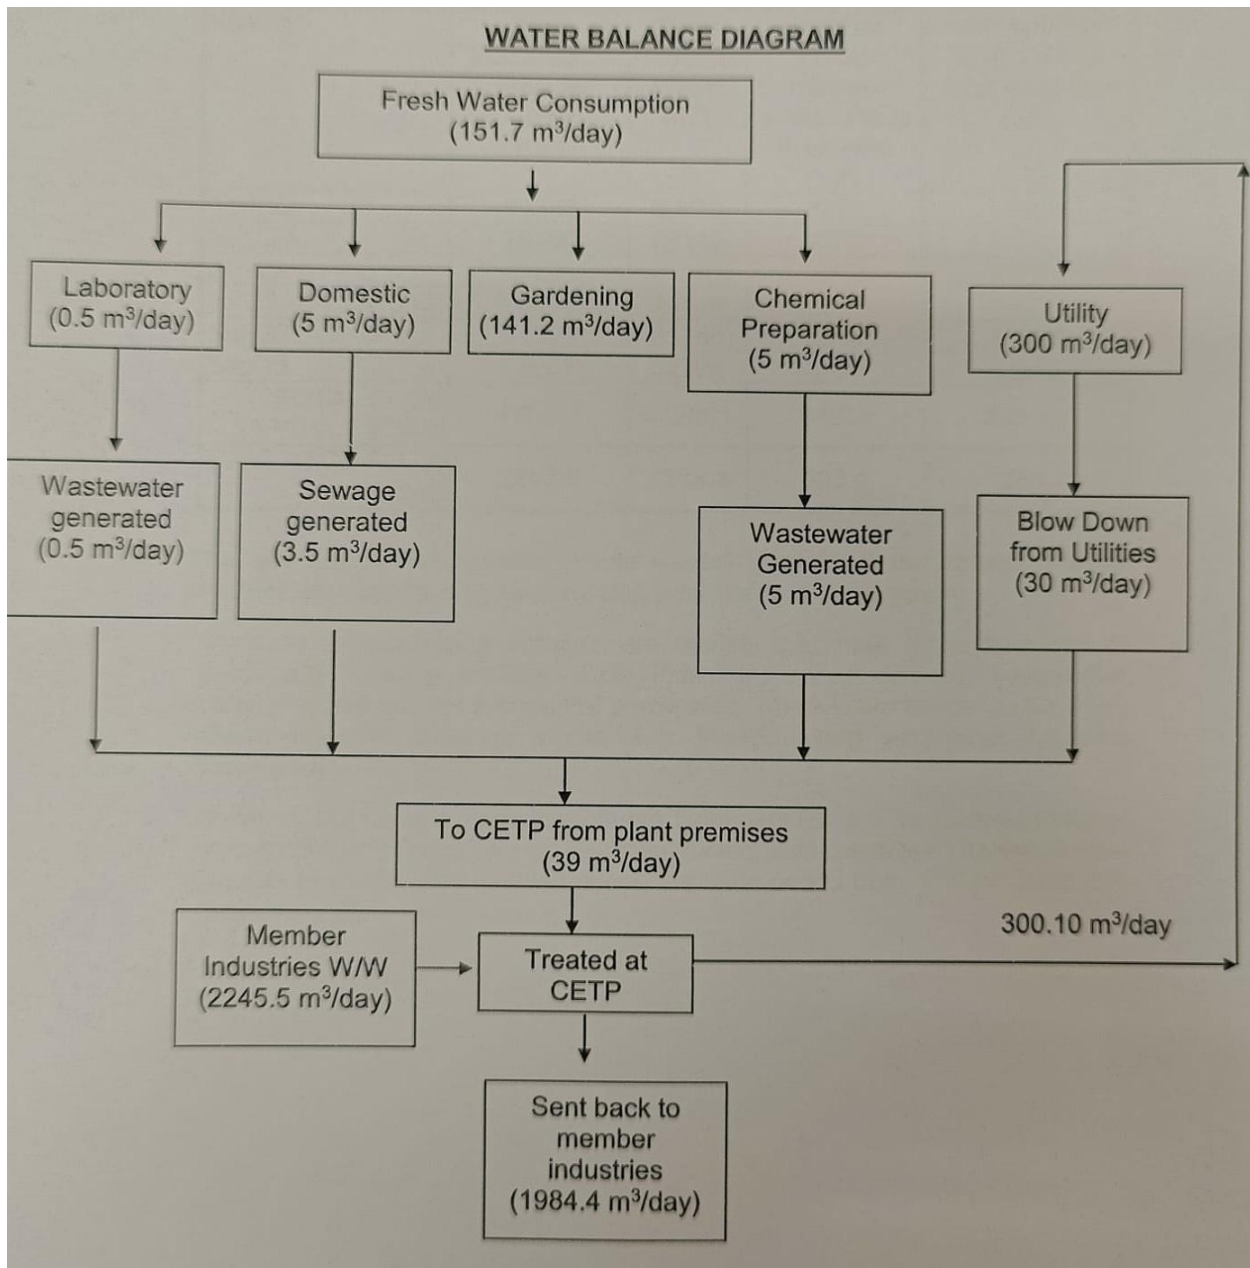 WATER BALANCE DIAGRAM
Fresh Water Consumption
(151.7 m³/day)
Laboratory
(0.5 m³/day)
Domestic
(5 m³/day)
Gardening
(141.2 m³/day)
Chemical
Preparation
(5 m³/day)
Utility
(300 m³/day)
Wastewater
generated
(0.5 m³/day)
Sewage
generated
(3.5 m³/day)
Wastewater
Generated
(5 m³/day)
Blow Down
from Utilities
(30 m³/day)
To CETP from plant premises
(39 m³/day)
Member
Industries W/W
(2245.5 m³/day)
Treated at
CETP
300.10 m³/day
Sent back to
member
industries
(1984.4 m³/day)